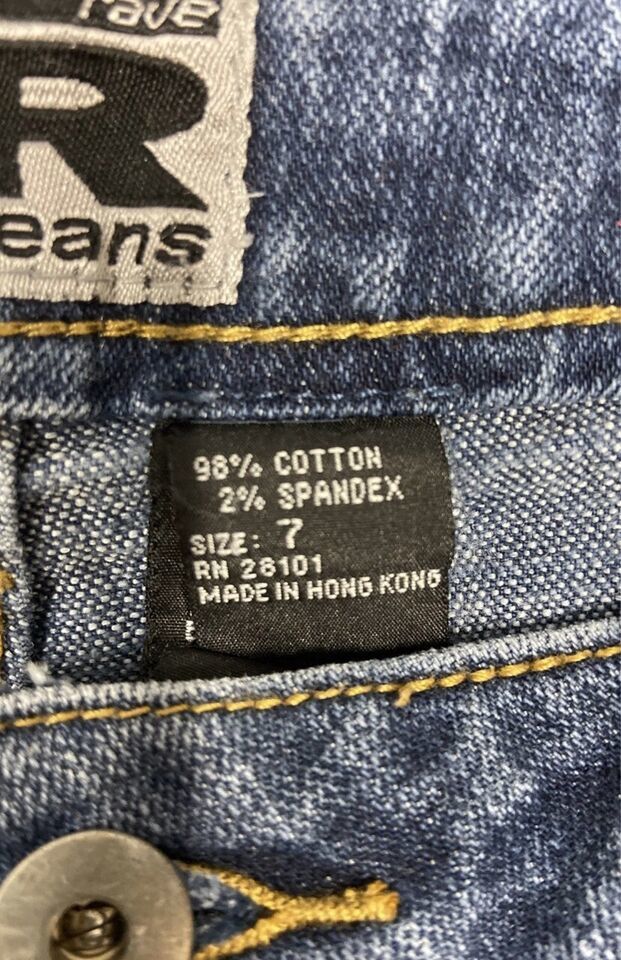 rave
R
eans
98% COTTON
2% SPANDEX
SIZE: 7
RN 28101
MADE IN HONG KONG